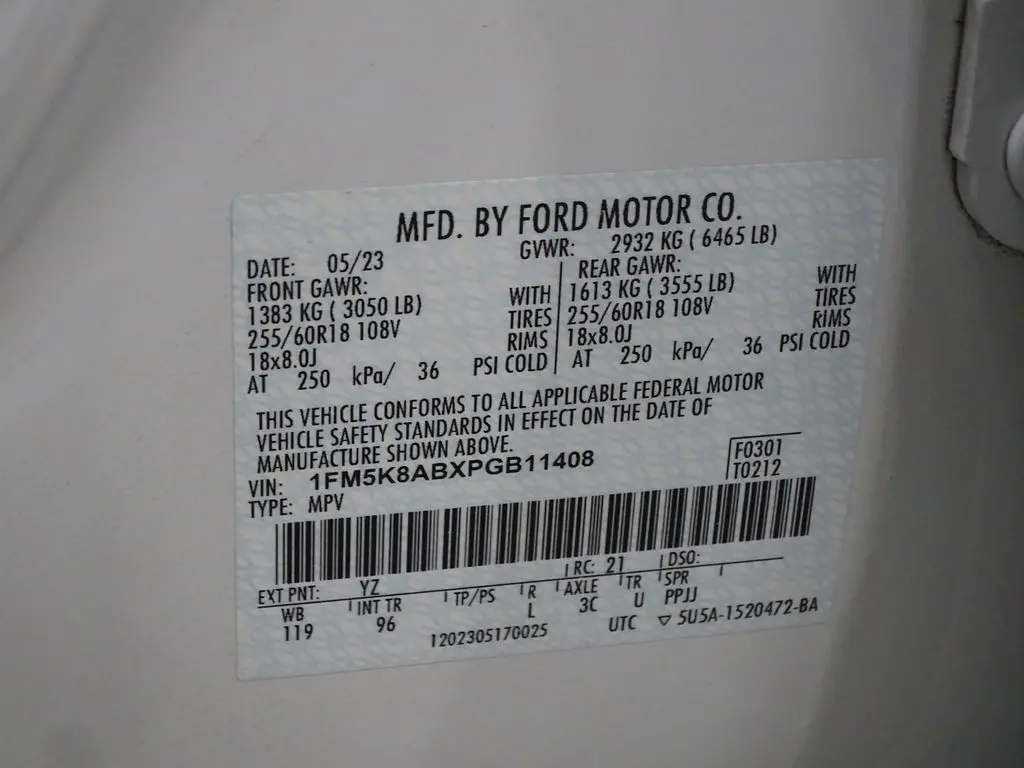 MFD. BY FORD MOTOR CO.
DATE: 05/23 GVWR: 2932 KG ( 6465 LB)
FRONT GAWR: REAR GAWR:
1383 KG ( 3050 LB) WITH 1613 KG ( 3555 LB) WITH
255/60R18 108V TIRES 255/60R18 108V TIRES
18x8.0J RIMS 18x8.0J RIMS
AT 250 kPa/ 36 PSI COLD AT 250 kPa/ 36 PSI COLD
THIS VEHICLE CONFORMS TO ALL APPLICABLE FEDERAL MOTOR
VEHICLE SAFETY STANDARDS IN EFFECT ON THE DATE OF
MANUFACTURE SHOWN ABOVE.
VIN: 1FM5K8ABXPGB11408 F0301
TYPE: MPV T0212
EXT PNT: YZ RC: 21 DSO:
WB INT TR TP/PS R AXLE TR SPR
119 96 L 3C U PPJJ
1202305170025 UTC ▽ 5U5A-1520472-BA